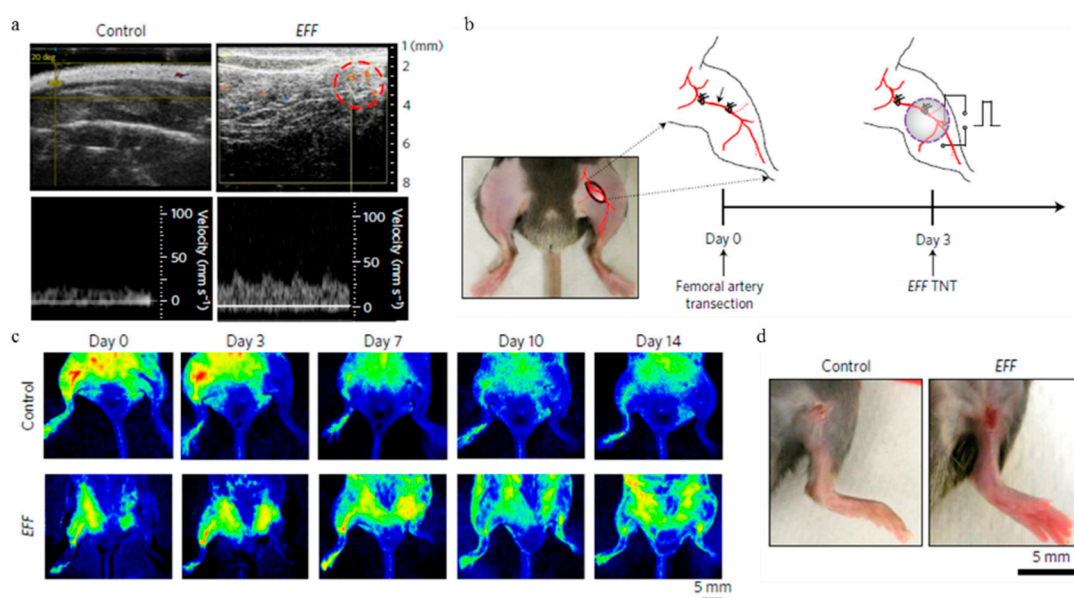 a
Control
EFF
20 deg
1 (mm)
2
4
6
8
100
50
0
Velocity (mm s⁻¹)
100
50
0
Velocity (mm s⁻¹)
b
Day 0
Day 3
Femoral artery
transection
EFF TNT
c
Day 0
Day 3
Day 7
Day 10
Day 14
Control
EFF
5 mm
d
Control
EFF
5 mm